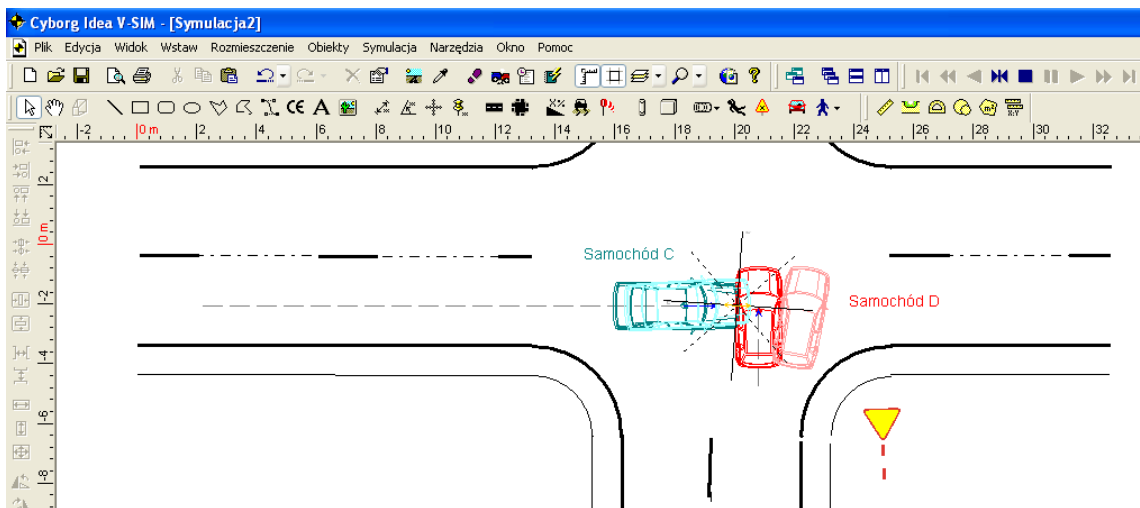 Cyborg Idea V-SIM - [Symulacja2]
Plik Edycja Widok Wstaw Rozmieszczenie Obiekty Symulacja Narzędzia Okno Pomoc
-2 0 m 2 4 6 8 10 12 14 16 18 20 22 24 26 28 30 32
2
0 m
-2
-4
-6
-8
Samochód C
Samochód D